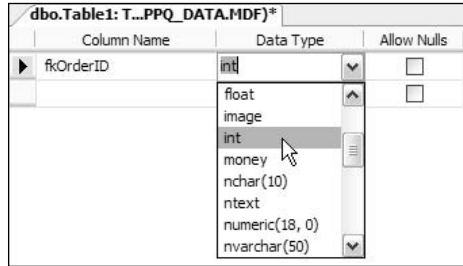 dbo.Table1: T...PPQ_DATA.MDF)*
Column Name Data Type Allow Nulls
fkOrderID int
float
image
int
money
nchar(10)
ntext
numeric(18, 0)
nvarchar(50)